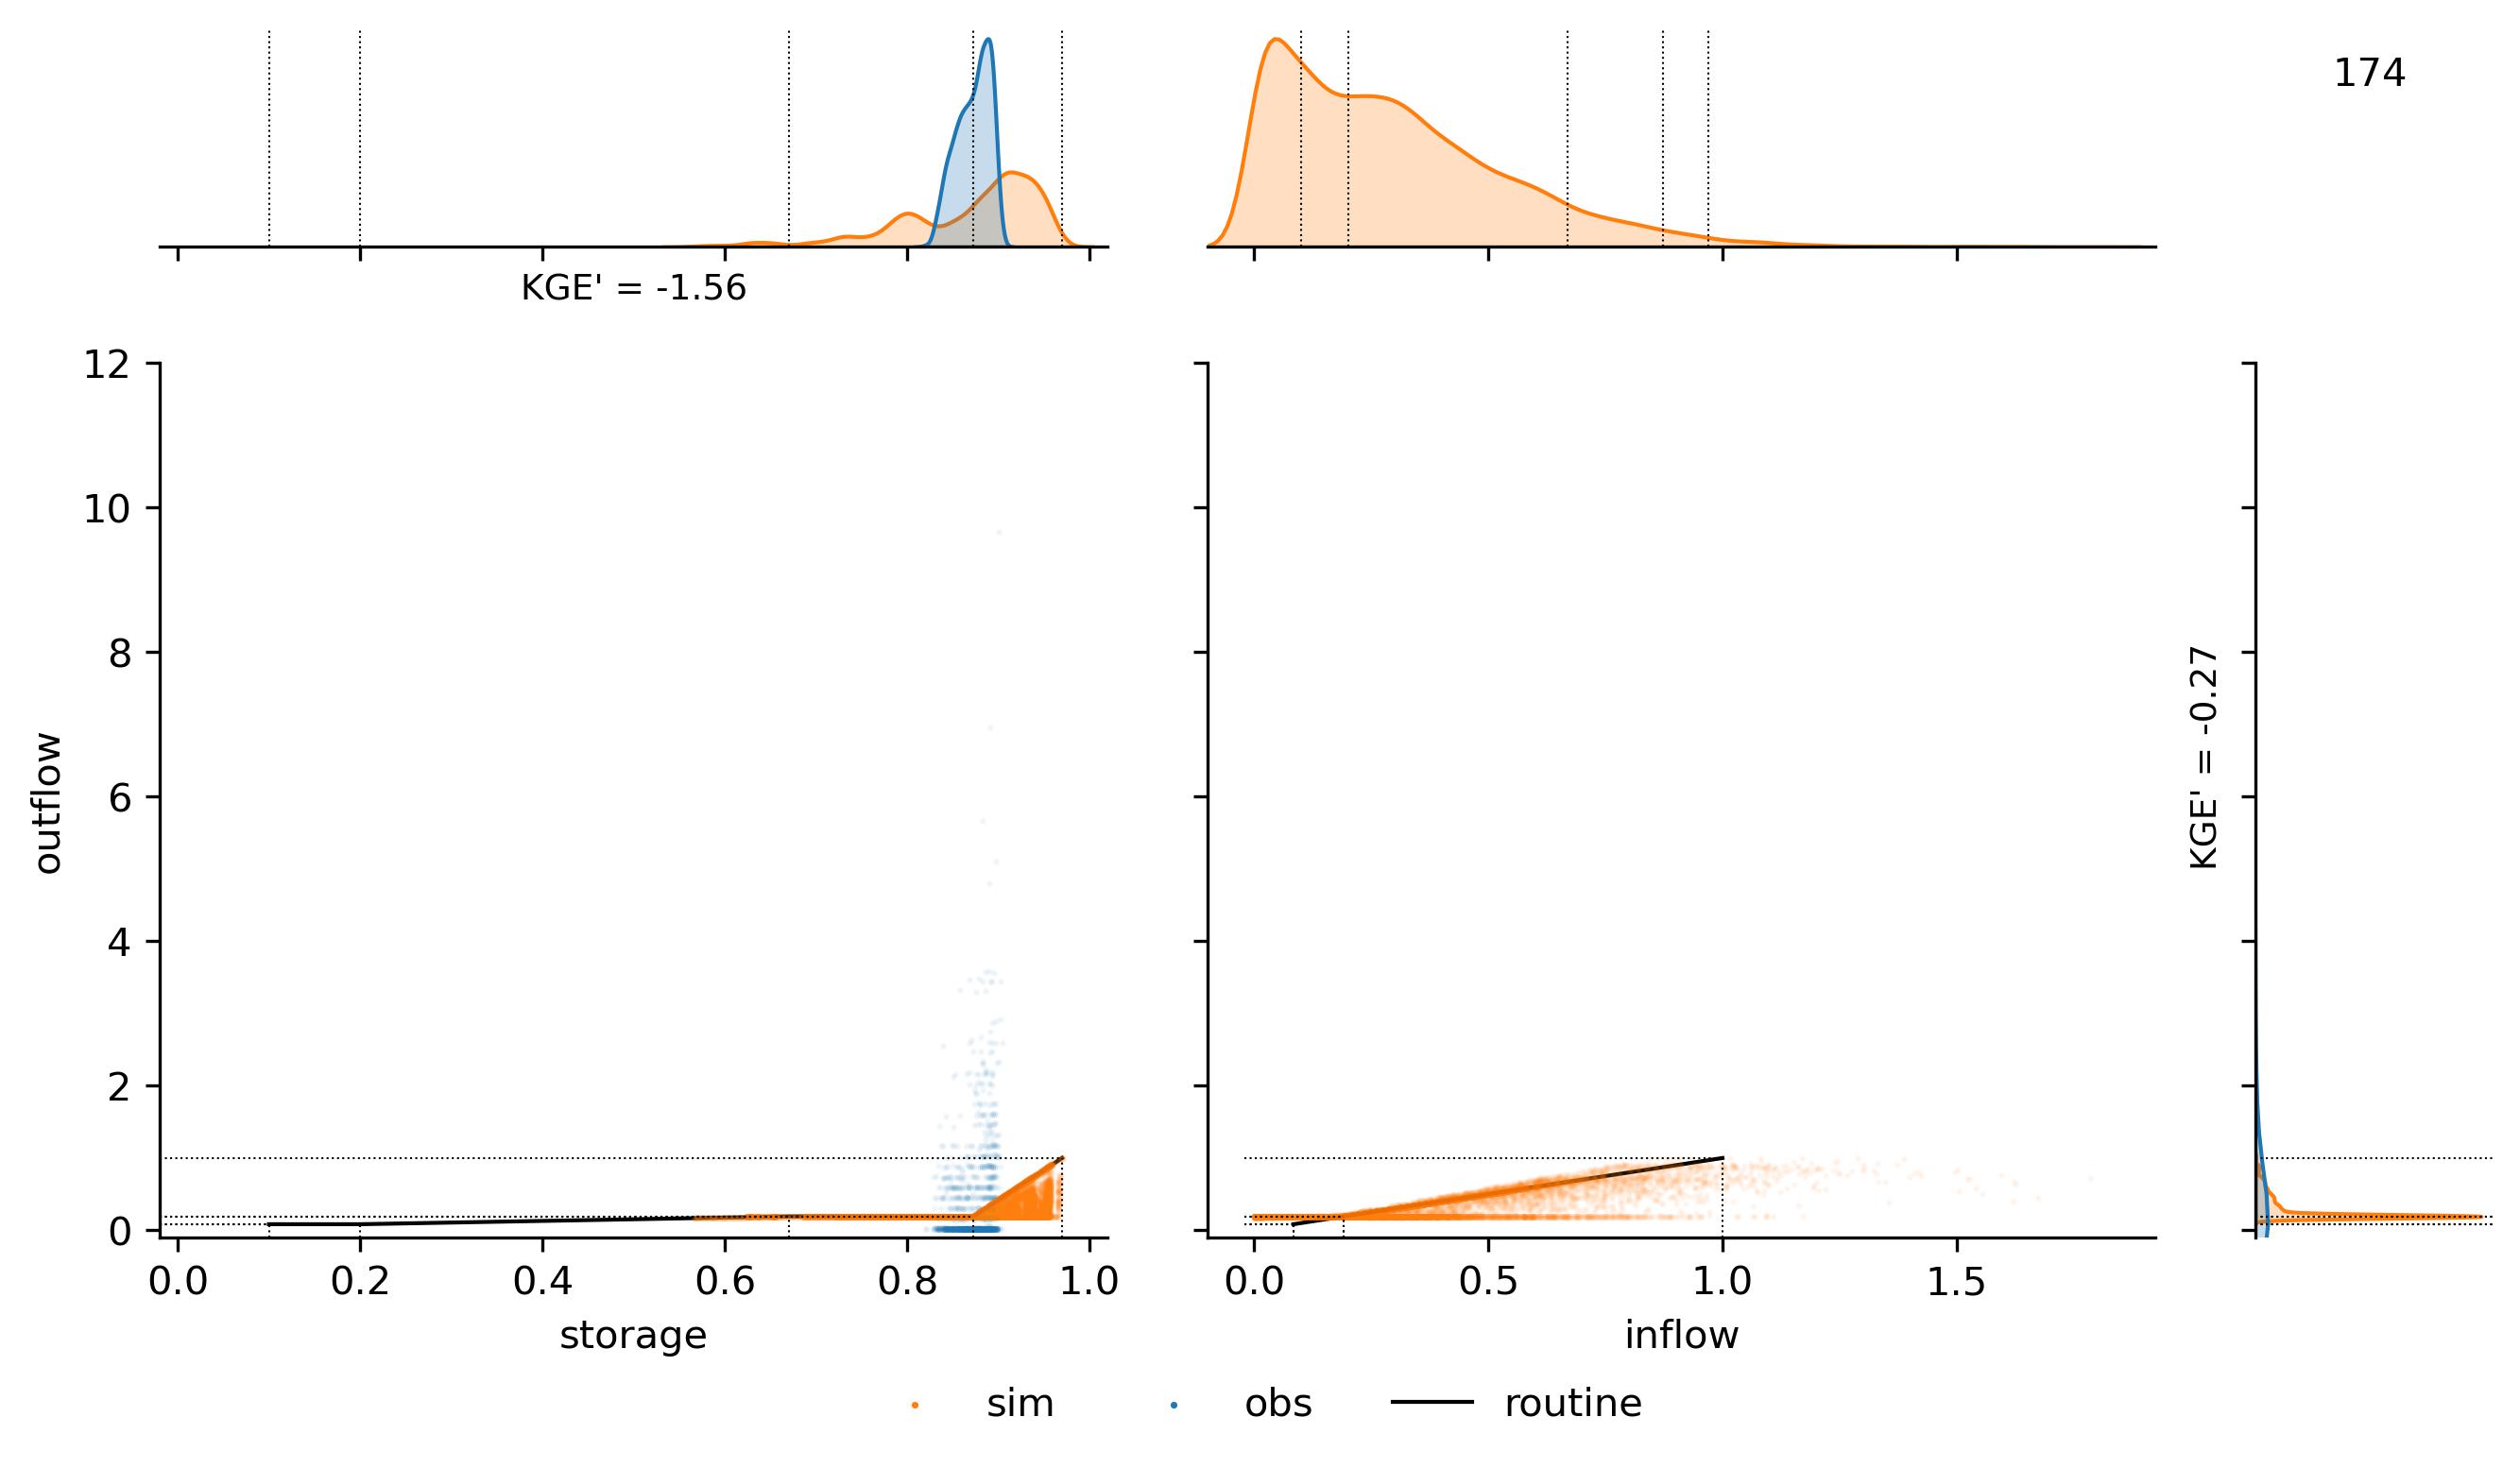 174
KGE' = -1.56
12
10
8
6
4
2
0
outflow
KGE' = -0.27
0.0 0.2 0.4 0.6 0.8 1.0
0.0 0.5 1.0 1.5
storage
inflow
sim obs routine